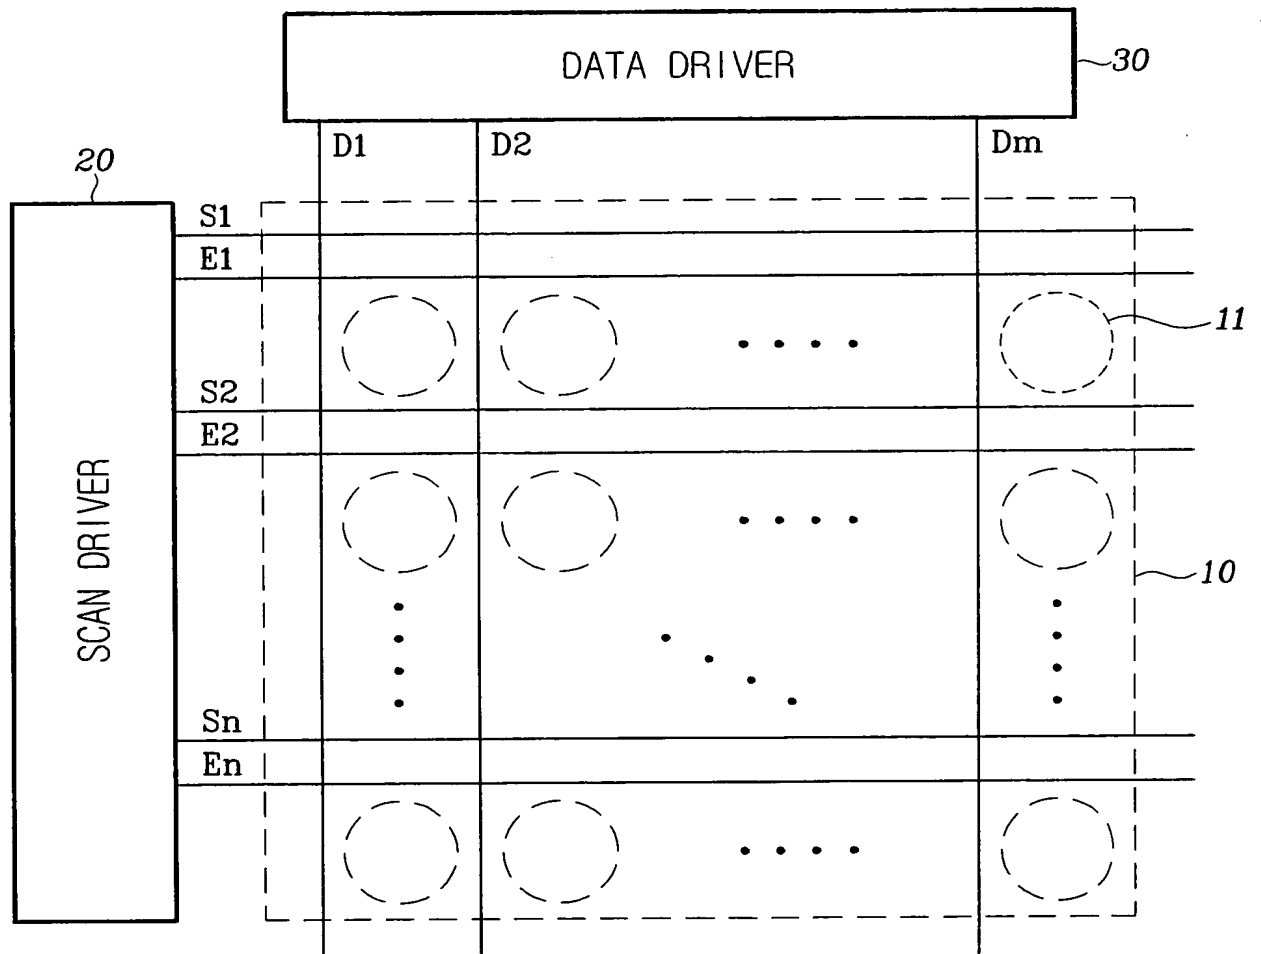 DATA DRIVER
30
D1
D2
Dm
20
S1
E1
11
S2
E2
SCAN DRIVER
10
Sn
En